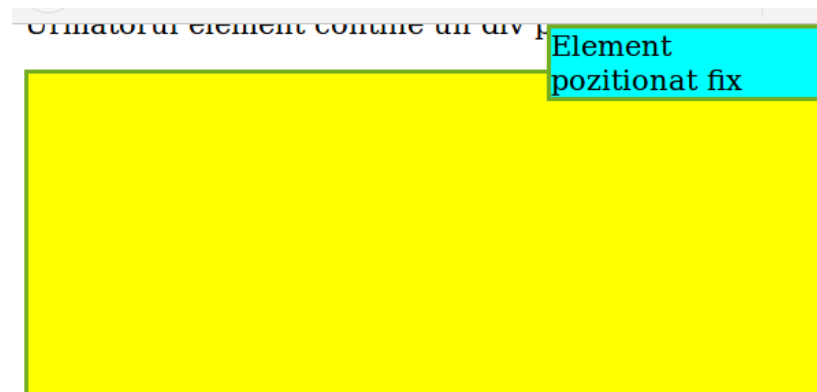 Urmatorul element contine un div p
Element
pozitionat fix